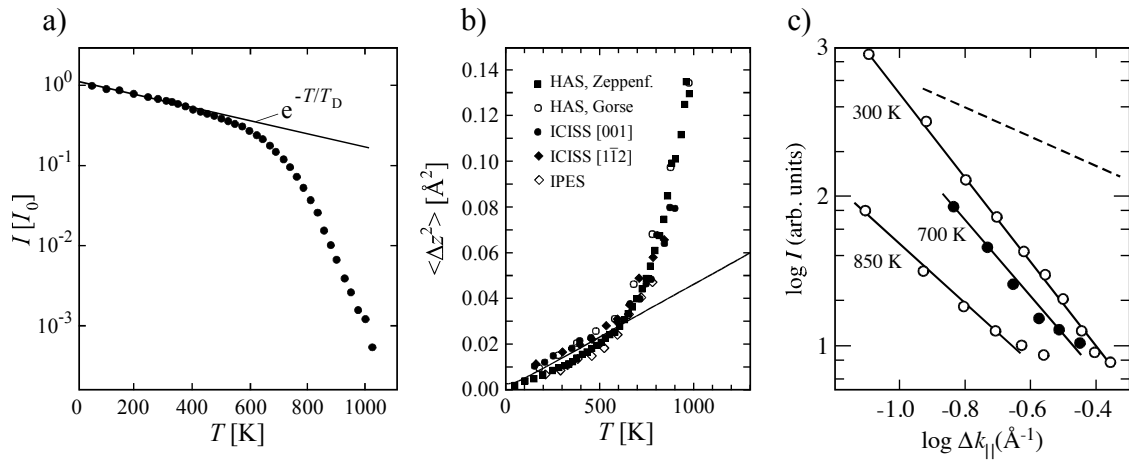 a)
I [I₀]
10⁰
10⁻¹
10⁻²
10⁻³
e^(-T/T_D)
0 200 400 600 800 1000
T [K]
b)
<Δz²> [Å²]
0.14
0.12
0.10
0.08
0.06
0.04
0.02
0.00
HAS, Zeppenf.
HAS, Gorse
ICISS [001]
ICISS [11̅2]
IPES
0 500 1000
T [K]
c)
log I (arb. units)
3
2
1
300 K
700 K
850 K
-1.0 -0.8 -0.6 -0.4
log Δk||(Å⁻¹)